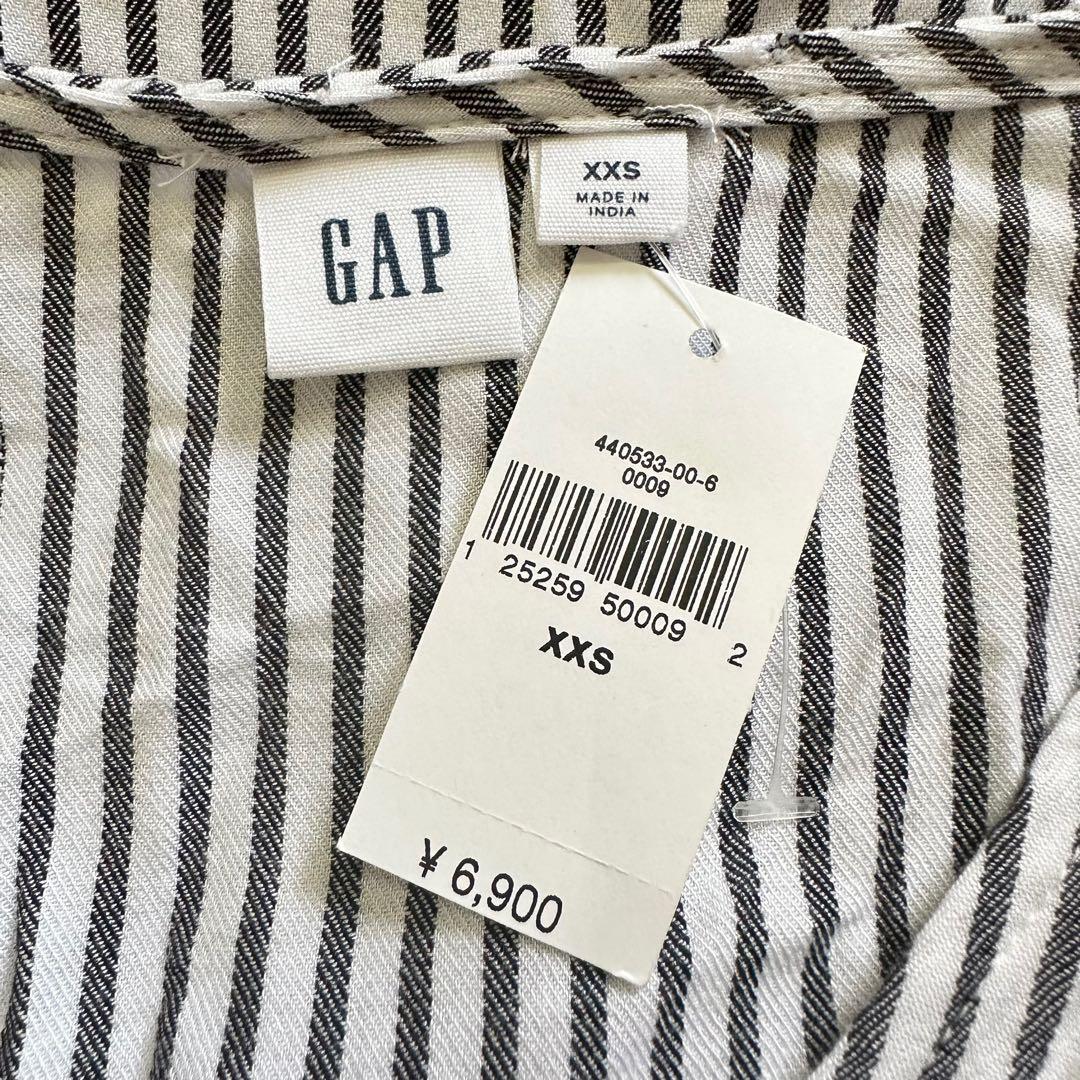 GAP
XXS
MADE IN
INDIA
440533-00-6
0009
1 25259 50009 2
XXS
¥6,900